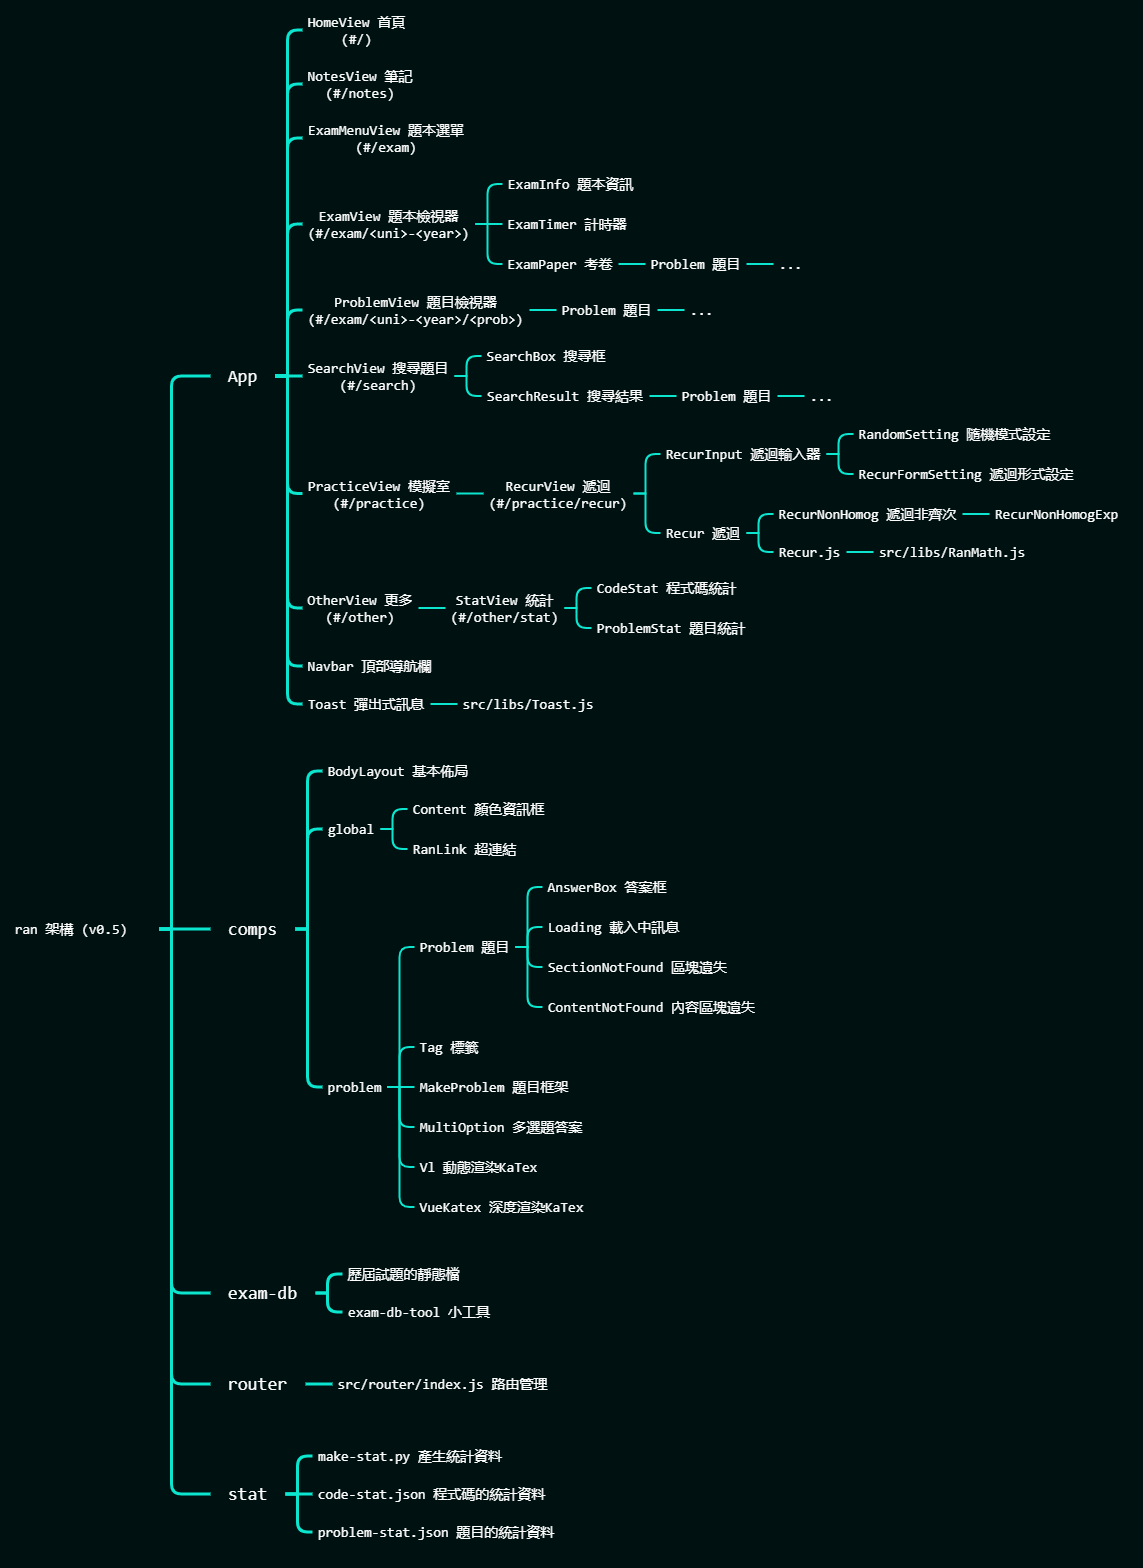 HomeView 首頁
(#/)
NotesView 筆記
(#/notes)
ExamMenuView 題本選單
(#/exam)
ExamView 題本檢視器
(#/exam/<uni>-<year>)
ExamInfo 題本資訊
ExamTimer 計時器
ExamPaper 考卷
Problem 題目
...
ProblemView 題目檢視器
(#/exam/<uni>-<year>/<prob>)
Problem 題目
...
App
SearchView 搜尋題目
(#/search)
SearchBox 搜尋框
SearchResult 搜尋結果
Problem 題目
...
PracticeView 模擬室
(#/practice)
RecurView 遞迴
(#/practice/recur)
RecurInput 遞迴輸入器
RandomSetting 隨機模式設定
RecurFormSetting 遞迴形式設定
Recur 遞迴
RecurNonHomog 遞迴非齊次
RecurNonHomogExp
Recur.js
src/libs/RanMath.js
OtherView 更多
(#/other)
StatView 統計
(#/other/stat)
CodeStat 程式碼統計
ProblemStat 題目統計
Navbar 頂部導航欄
Toast 彈出式訊息
src/libs/Toast.js
ran 架構 (v0.5)
comps
BodyLayout 基本佈局
global
Content 顏色資訊框
RanLink 超連結
problem
Problem 題目
AnswerBox 答案框
Loading 載入中訊息
SectionNotFound 區塊遺失
ContentNotFound 內容區塊遺失
Tag 標籤
MakeProblem 題目框架
MultiOption 多選題答案
Vl 動態渲染KaTex
VueKatex 深度渲染KaTex
exam-db
歷屆試題的靜態檔
exam-db-tool 小工具
router
src/router/index.js 路由管理
stat
make-stat.py 產生統計資料
code-stat.json 程式碼的統計資料
problem-stat.json 題目的統計資料